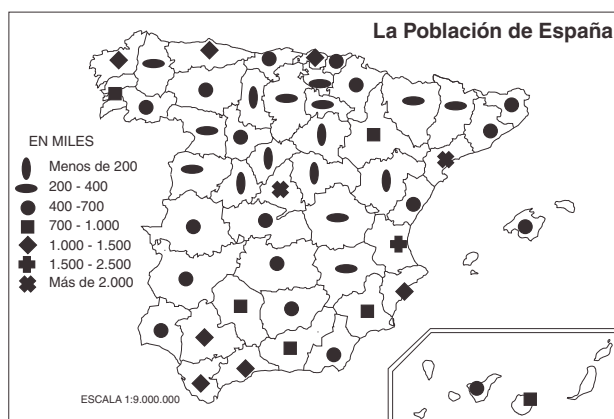 La Población de España
EN MILES
Menos de 200
200 - 400
400 -700
700 - 1.000
1.000 - 1.500
1.500 - 2.500
Más de 2.000
ESCALA 1:9.000.000